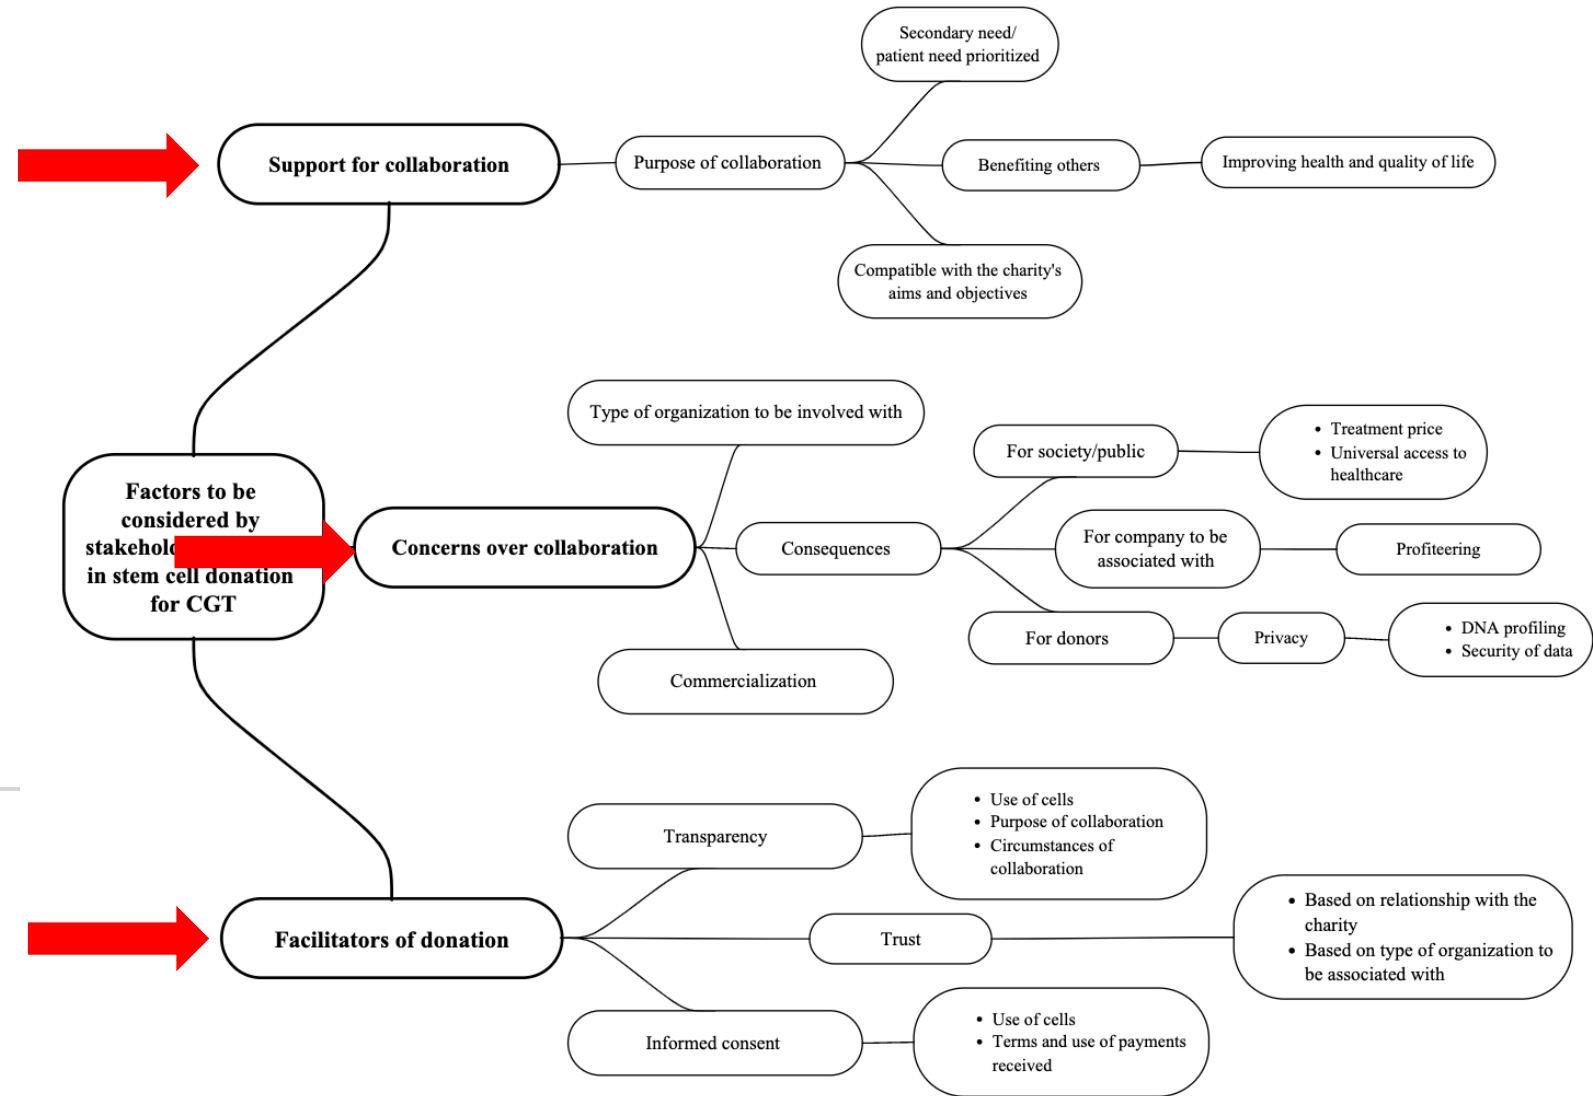 Secondary need/
patient need prioritized
Support for collaboration
Purpose of collaboration
Benefiting others
Improving health and quality of life
Compatible with the charity's
aims and objectives
Type of organization to be involved with
For society/public
• Treatment price
• Universal access to
healthcare
Factors to be
considered by
stakehol
in stem cell donation
for CGT
Concerns over collaboration
Consequences
For company to be
associated with
Profiteering
For donors
Privacy
• DNA profiling
• Security of data
Commercialization
Transparency
• Use of cells
• Purpose of collaboration
• Circumstances of
collaboration
Facilitators of donation
Trust
• Based on relationship with the
charity
• Based on type of organization to
be associated with
Informed consent
• Use of cells
• Terms and use of payments
received